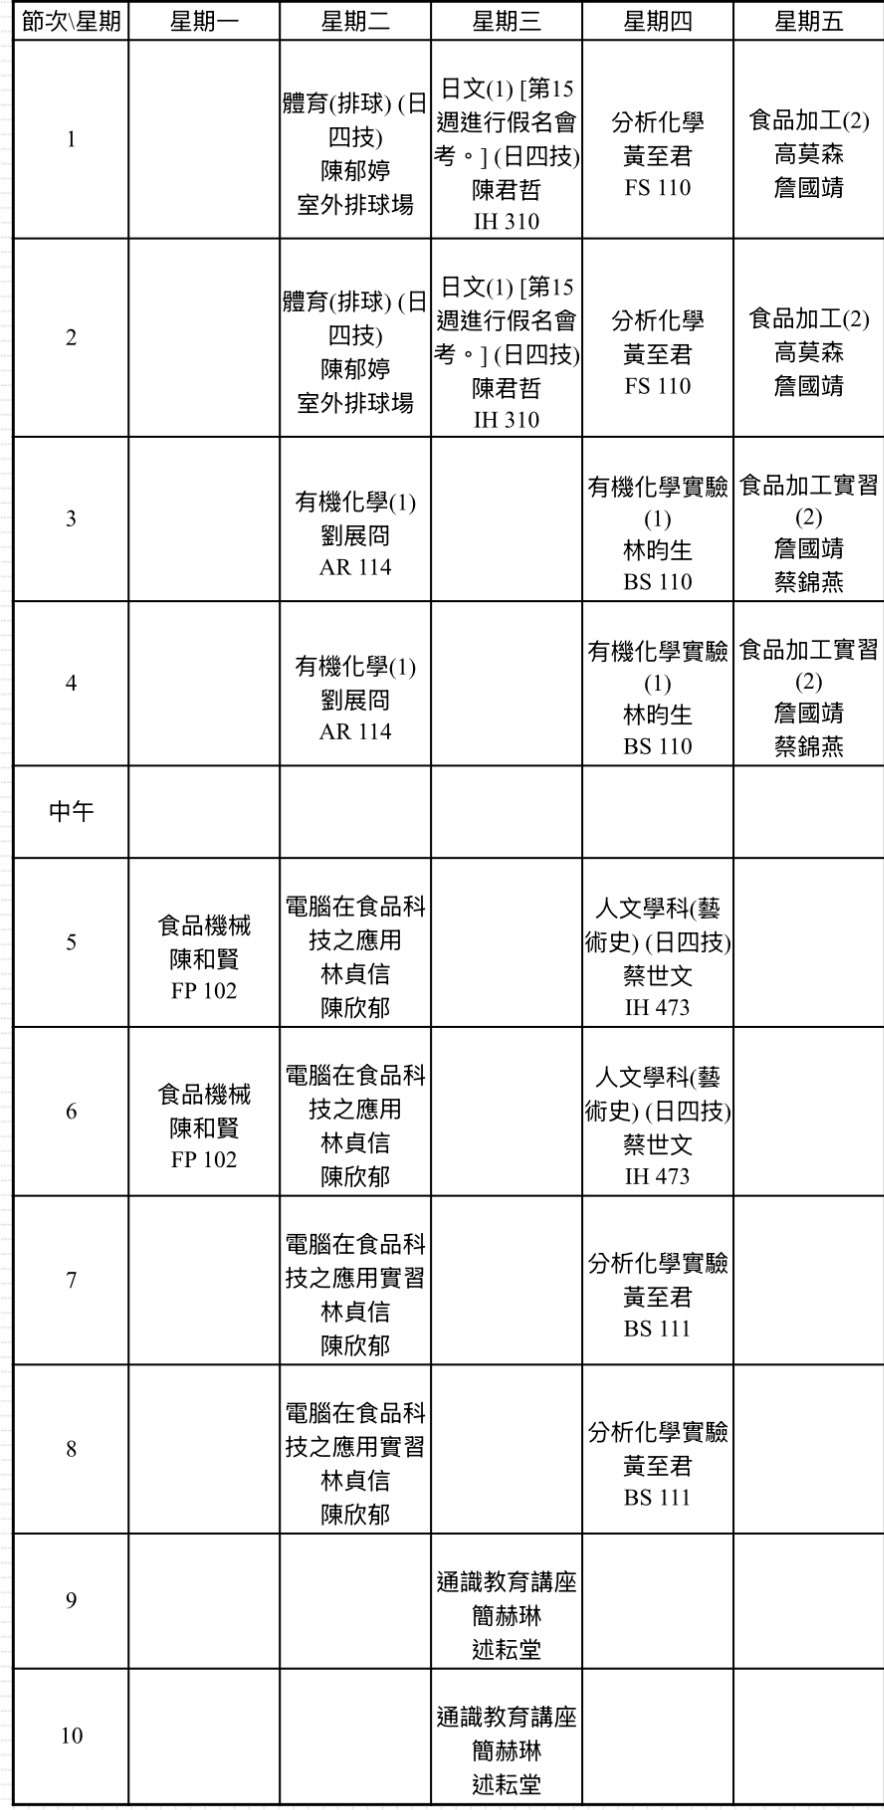 節次\星期 星期一 星期二 星期三 星期四 星期五
1
體育(排球) (日
四技)
陳郁婷
室外排球場
日文(1) [第15
週進行假名會
考。] (日四技)
陳君哲
IH 310
分析化學
黃至君
FS 110
食品加工(2)
高莫森
詹國靖
2
體育(排球) (日
四技)
陳郁婷
室外排球場
日文(1) [第15
週進行假名會
考。] (日四技)
陳君哲
IH 310
分析化學
黃至君
FS 110
食品加工(2)
高莫森
詹國靖
3
有機化學(1)
劉展冏
AR 114
有機化學實驗
(1)
林昀生
BS 110
食品加工實習
(2)
詹國靖
蔡錦燕
4
有機化學(1)
劉展冏
AR 114
有機化學實驗
(1)
林昀生
BS 110
食品加工實習
(2)
詹國靖
蔡錦燕
中午
5
食品機械
陳和賢
FP 102
電腦在食品科
技之應用
林貞信
陳欣郁
人文學科(藝
術史) (日四技)
蔡世文
IH 473
6
食品機械
陳和賢
FP 102
電腦在食品科
技之應用
林貞信
陳欣郁
人文學科(藝
術史) (日四技)
蔡世文
IH 473
7
電腦在食品科
技之應用實習
林貞信
陳欣郁
分析化學實驗
黃至君
BS 111
8
電腦在食品科
技之應用實習
林貞信
陳欣郁
分析化學實驗
黃至君
BS 111
9
通識教育講座
簡赫琳
述耘堂
10
通識教育講座
簡赫琳
述耘堂